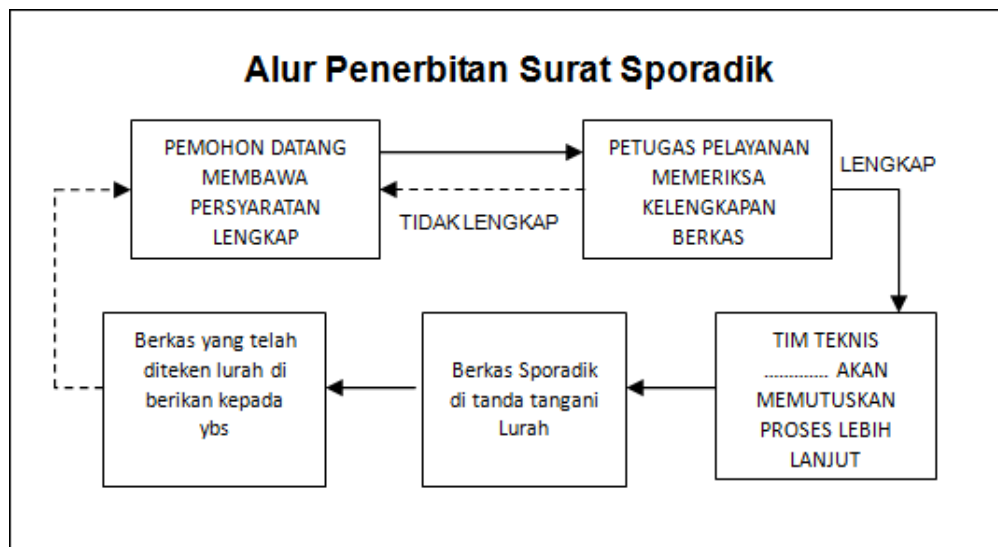 Alur Penerbitan Surat Sporadik
PEMOHON DATANG
MEMBAWA
PERSYARATAN
LENGKAP
TIDAK LENGKAP
PETUGAS PELAYANAN
MEMERIKSA
KELENGKAPAN
BERKAS
LENGKAP
TIM TEKNIS
............. AKAN
MEMUTUSKAN
PROSES LEBIH
LANJUT
Berkas Sporadik
di tanda tangani
Lurah
Berkas yang telah
diteken lurah di
berikan kepada
ybs